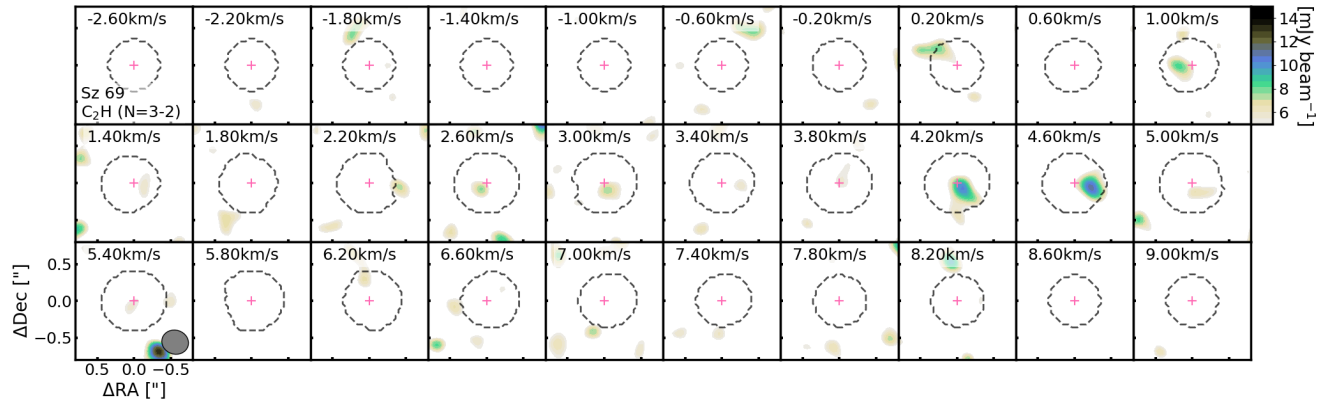 -2.60km/s -2.20km/s -1.80km/s -1.40km/s -1.00km/s -0.60km/s -0.20km/s 0.20km/s 0.60km/s 1.00km/s
Sz 69
C₂H (N=3-2)
14
12
10
8
6
[mJy beam⁻¹]
1.40km/s 1.80km/s 2.20km/s 2.60km/s 3.00km/s 3.40km/s 3.80km/s 4.20km/s 4.60km/s 5.00km/s
5.40km/s 5.80km/s 6.20km/s 6.60km/s 7.00km/s 7.40km/s 7.80km/s 8.20km/s 8.60km/s 9.00km/s
ΔDec ["]
0.5
0.0
−0.5
0.5 0.0 −0.5
ΔRA ["]